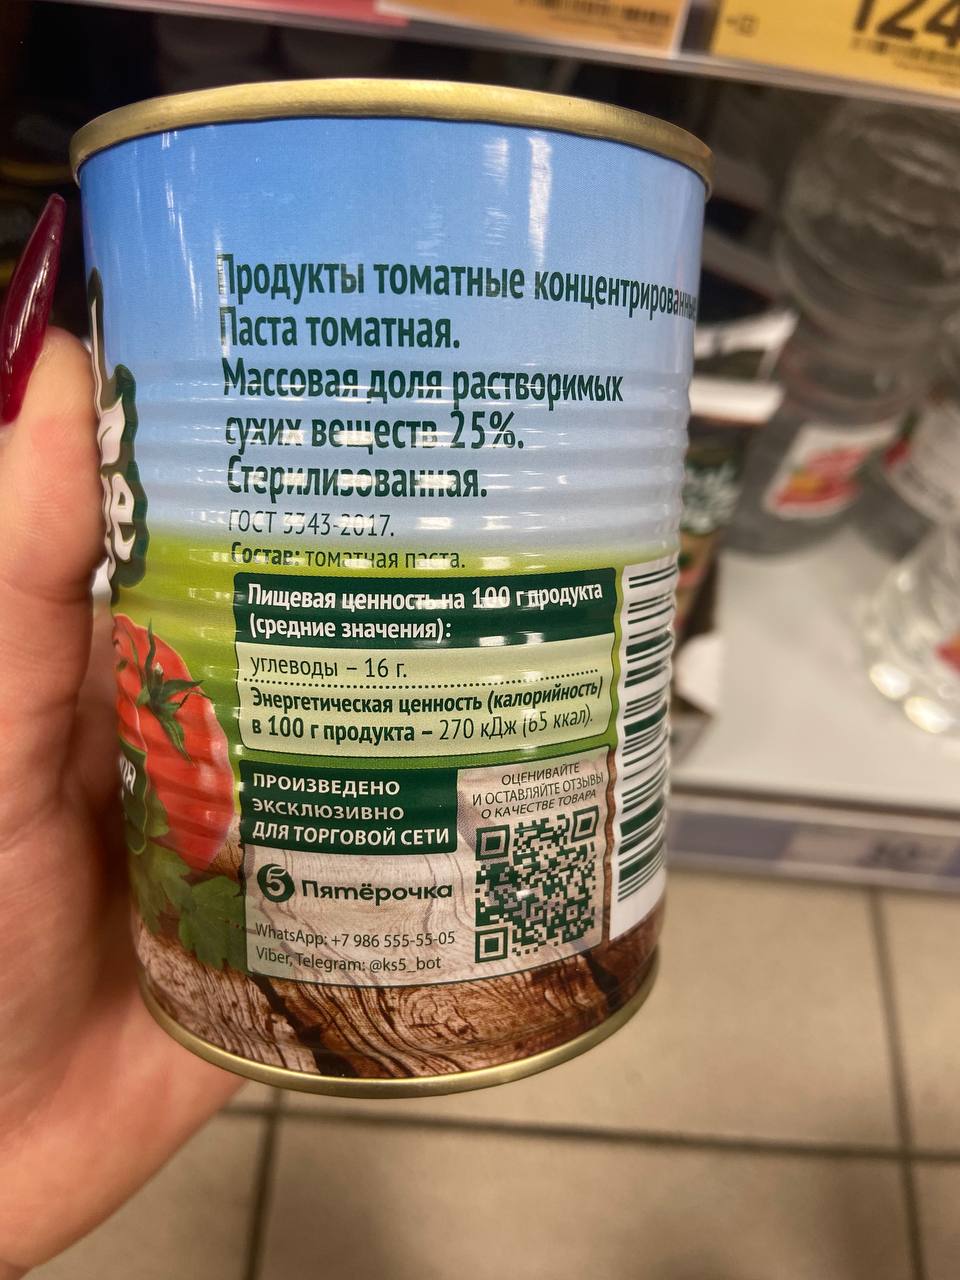 124
Продукты томатные концентрированные
Паста томатная.
Массовая доля растворимых
сухих веществ 25%.
Стерилизованная.
ГОСТ 3343-2017.
Состав: томатная паста.
Пищевая ценность на 100 г продукта
(средние значения):
углеводы – 16 г.
Энергетическая ценность (калорийность)
в 100 г продукта – 270 кДж (65 ккал).
ПРОИЗВЕДЕНО
ЭКСКЛЮЗИВНО
ДЛЯ ТОРГОВОЙ СЕТИ
5 Пятёрочка
WhatsApp: +7 986 555-55-05
Viber, Telegram: @ks5_bot
ОЦЕНИВАЙТЕ
И ОСТАВЛЯЙТЕ ОТЗЫВЫ
О КАЧЕСТВЕ ТОВАРА